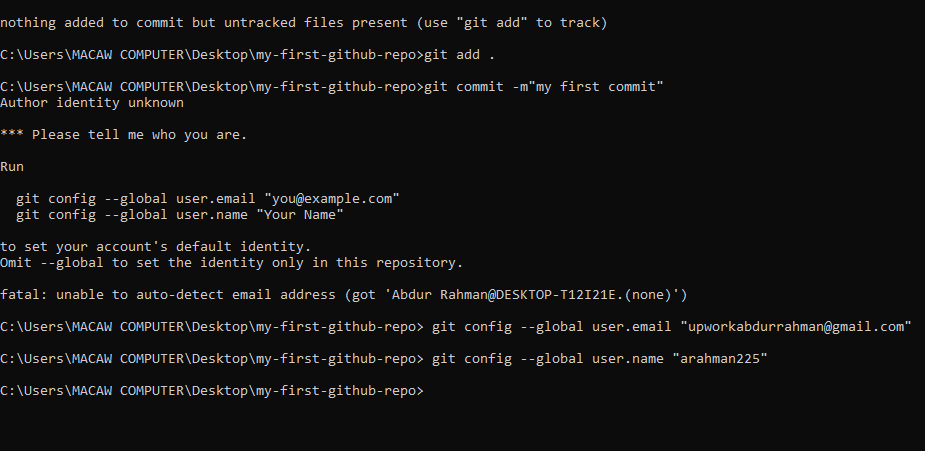 nothing added to commit but untracked files present (use "git add" to track)
C:\Users\MACAW COMPUTER\Desktop\my-first-github-repo>git add .
C:\Users\MACAW COMPUTER\Desktop\my-first-github-repo>git commit -m"my first commit"
Author identity unknown
*** Please tell me who you are.
Run
git config --global user.email "you@example.com"
git config --global user.name "Your Name"
to set your account's default identity.
Omit --global to set the identity only in this repository.
fatal: unable to auto-detect email address (got 'Abdur Rahman@DESKTOP-T12I21E.(none)')
C:\Users\MACAW COMPUTER\Desktop\my-first-github-repo> git config --global user.email "upworkabdurrahman@gmail.com"
C:\Users\MACAW COMPUTER\Desktop\my-first-github-repo> git config --global user.name "arahman225"
C:\Users\MACAW COMPUTER\Desktop\my-first-github-repo>